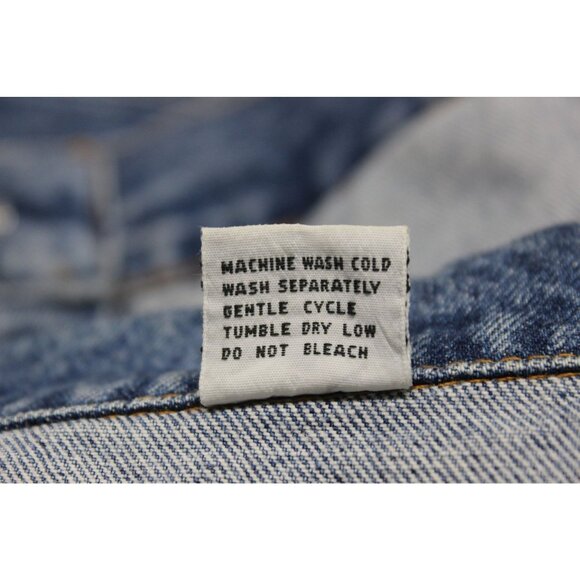 MACHINE WASH COLD
WASH SEPARATELY
GENTLE CYCLE
TUMBLE DRY LOW
DO NOT BLEACH